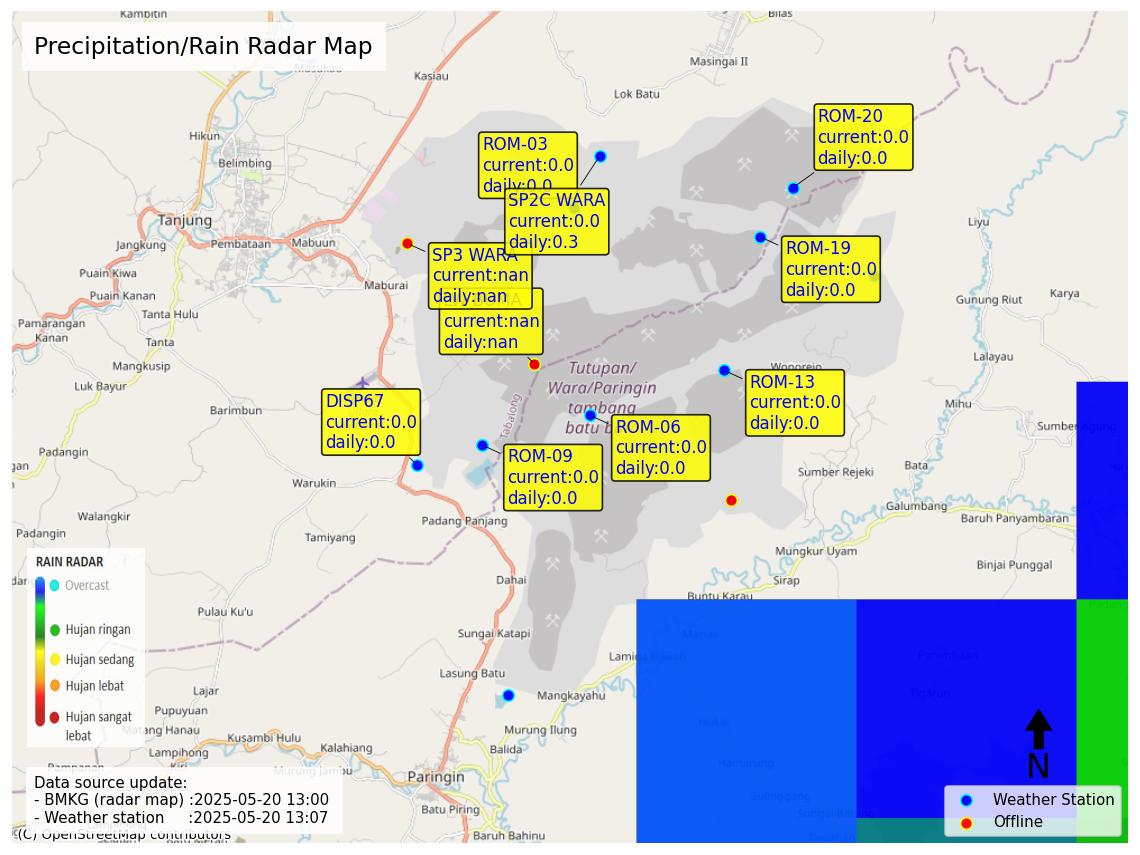 Precipitation/Rain Radar Map
Kambitin
Bilas
Masukau
Kasiau
Masingai II
Lok Batu
Hikun
Belimbing
Tanjung
Jangkung
Pembataan
Mabuun
Puain Kiwa
Puain Kanan
Maburai
Tanta Hulu
Pamarangan
Kanan
Tanta
Mangkusip
Luk Bayur
Barimbun
Padangin
Warukin
Walangkir
Padangin
Tamiyang
Padang Panjang
Dahai
Pulau Ku'u
Sungai Katapi
Lasung Batu
Lajar
Pupuyuan
Matang Hanau
Lampihong
Kusambi Hulu
Kalahiang
Murung Jambu
Paringin
Batu Piring
Baruh Bahinu
Balida
Murung Ilung
Mangkayahu
Buntu Karau
Sirap
Mungkur Uyam
Sumber Rejeki
Bata
Galumbang
Baruh Panyambaran
Binjai Punggal
Mihu
Lalayau
Gunung Riut
Karya
Liyu
Wonorejo
Tabalong
Tutupan/
Wara/Paringin
tambang
batu
ROM-03
current:0.0
daily:0.0
SP2C WARA
current:0.0
daily:0.3
SP3 WARA
current:nan
daily:nan
current:nan
daily:nan
ROM-20
current:0.0
daily:0.0
ROM-19
current:0.0
daily:0.0
ROM-13
current:0.0
daily:0.0
ROM-06
current:0.0
daily:0.0
ROM-09
current:0.0
daily:0.0
DISP67
current:0.0
daily:0.0
RAIN RADAR
Overcast
Hujan ringan
Hujan sedang
Hujan lebat
Hujan sangat
lebat
Data source update:
- BMKG (radar map) :2025-05-20 13:00
- Weather station :2025-05-20 13:07
(C) OpenStreetMap contributors
N
Weather Station
Offline